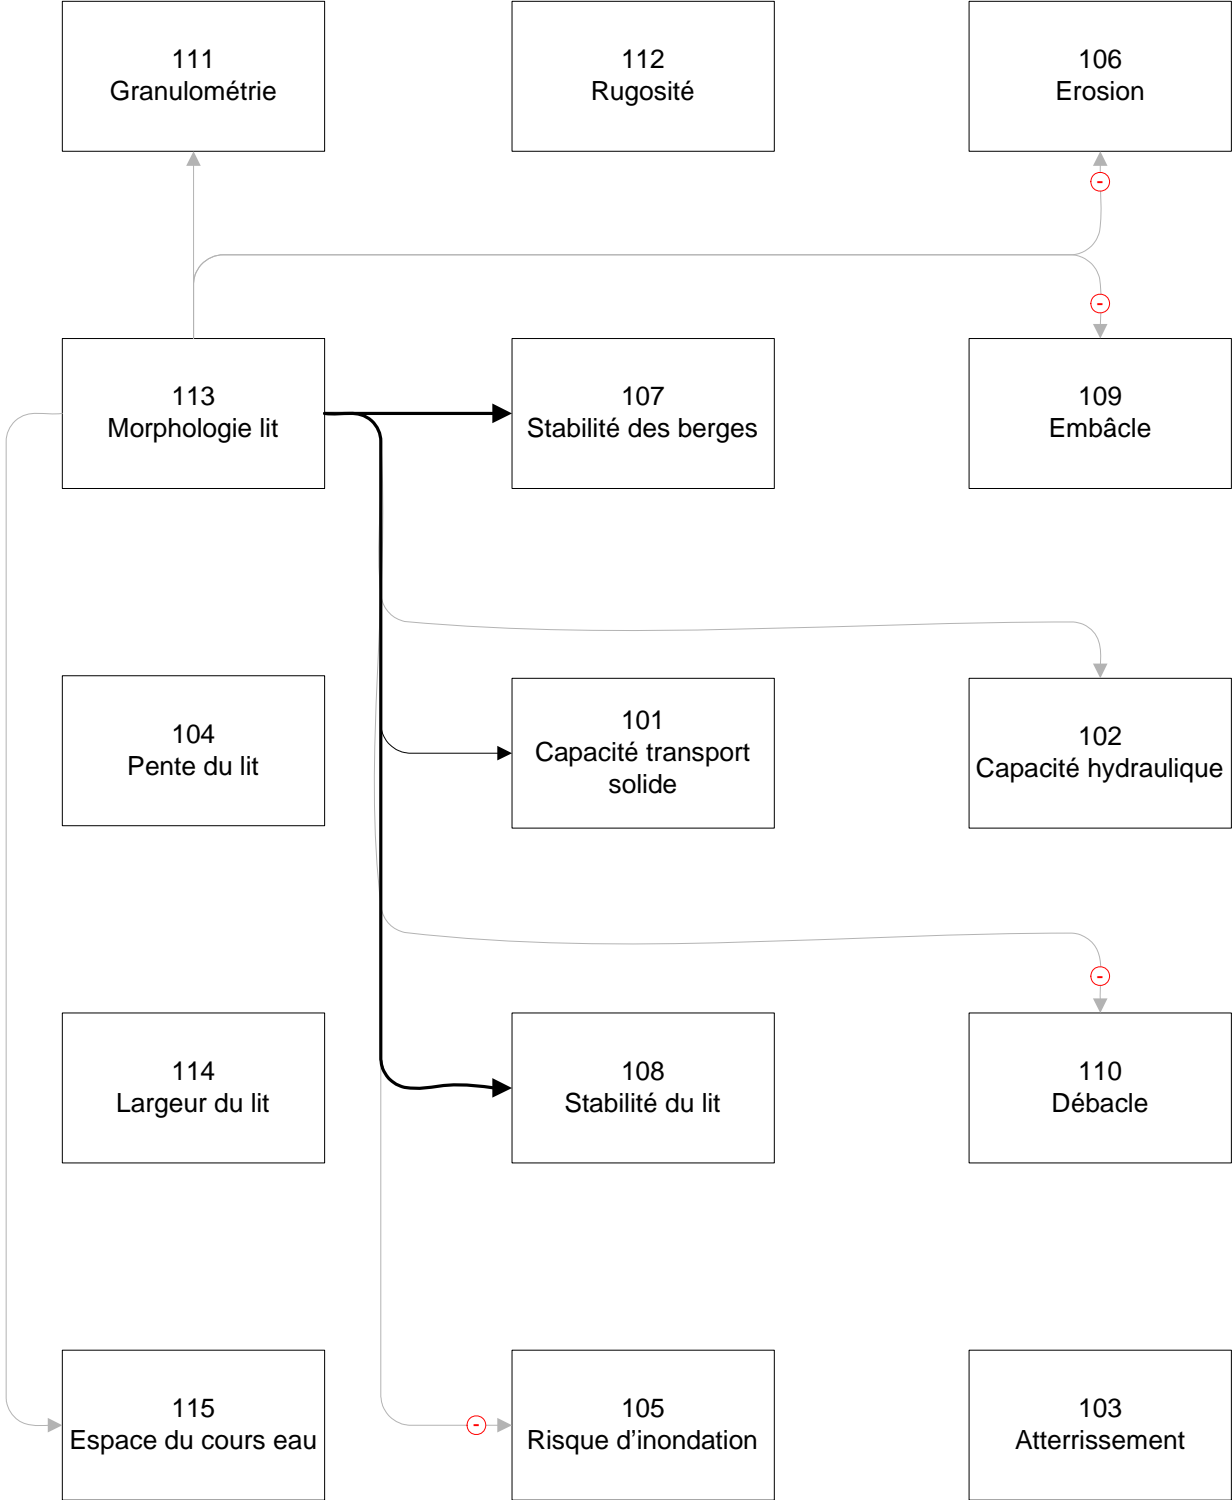 111
Granulométrie
112
Rugosité
106
Erosion
-
-
113
Morphologie lit
107
Stabilité des berges
109
Embâcle
104
Pente du lit
101
Capacité transport
solide
102
Capacité hydraulique
-
114
Largeur du lit
108
Stabilité du lit
110
Débacle
115
Espace du cours eau
-
105
Risque d'inondation
103
Atterrissement